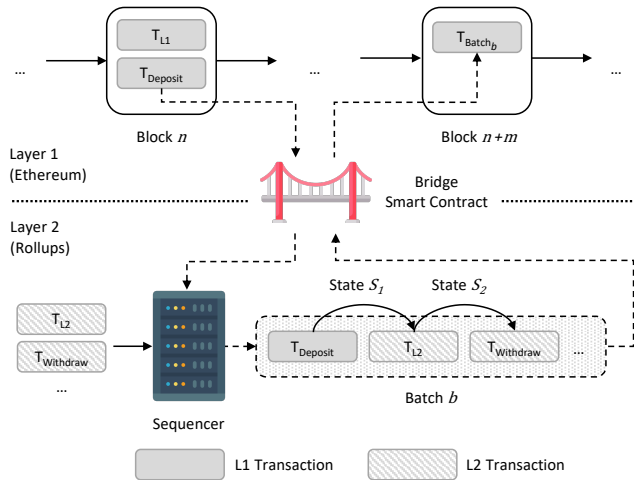 T_L1
T_Deposit
...
...
T_Batch_b
...
Block n
Block n+m
Layer 1
(Ethereum)
Bridge
Smart Contract
Layer 2
(Rollups)
State S_1
State S_2
T_L2
T_Withdraw
...
T_Deposit
T_L2
T_Withdraw
...
Sequencer
Batch b
L1 Transaction
L2 Transaction